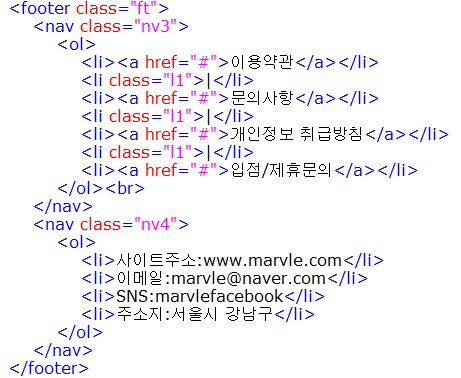 <footer class="ft">
<nav class="nv3">
<ol>
<li><a href="#">이용약관</a></li>
<li class="l1">|</li>
<li><a href="#">문의사항</a></li>
<li class="l1">|</li>
<li><a href="#">개인정보 취급방침</a></li>
<li class="l1">|</li>
<li><a href="#">입점/제휴문의</a></li>
</ol><br>
</nav>
<nav class="nv4">
<ol>
<li>사이트주소:www.marvle.com</li>
<li>이메일:marvle@naver.com</li>
<li>SNS:marvlefacebook</li>
<li>주소지:서울시 강남구</li>
</ol>
</nav>
</footer>